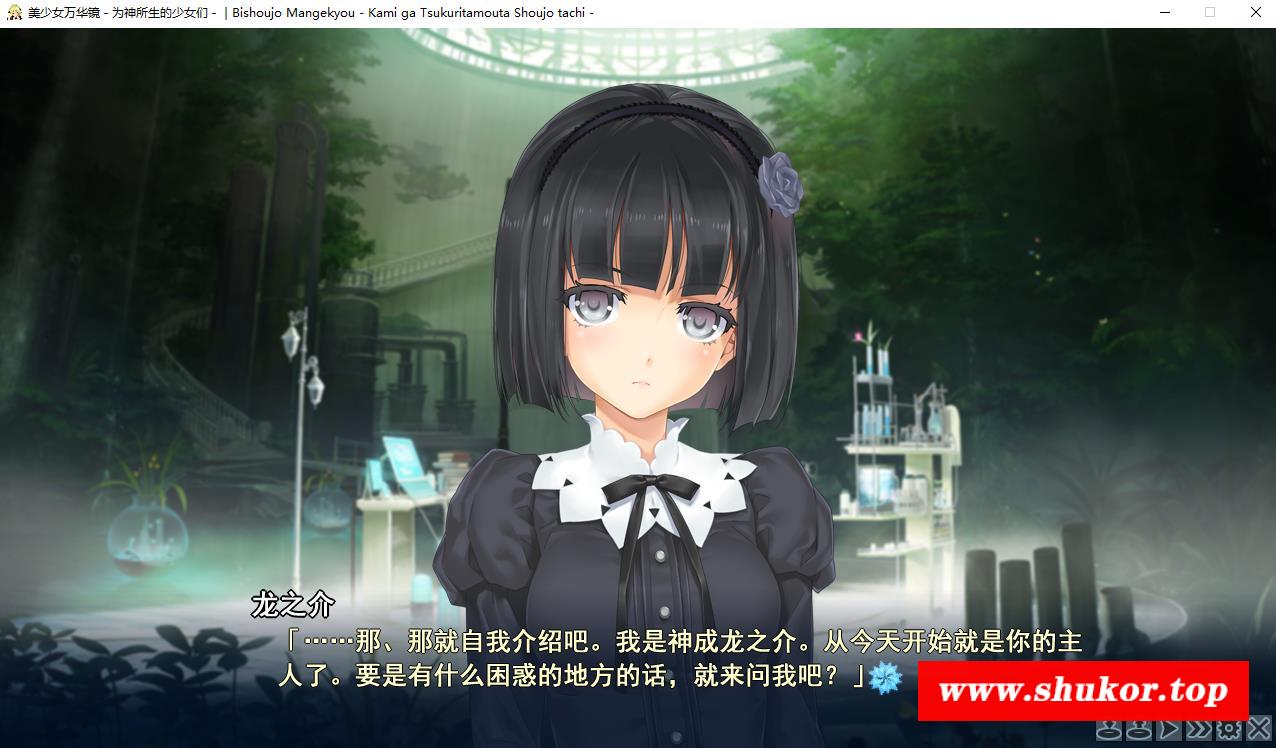 美少女万华镜 - 为神所生的少女们 - | Bishoujo Mangekyou - Kami ga Tsukuritamouta Shoujo tachi -
龙之介
「……那、那就自我介绍吧。我是神成龙之介。从今天开始就是你的主
人了。要是有什么困惑的地方的话，就来问我吧？」
www.shukor.top